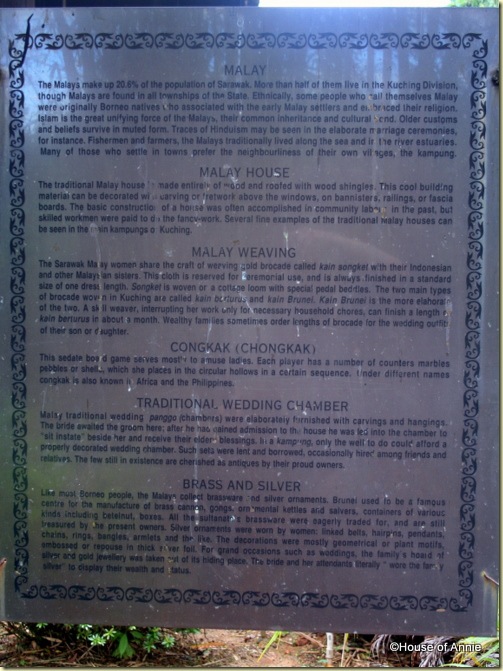 MALAY
The Malays make up 20.6% of the population of Sarawak. More than half of them live in the Kuching Division,
though Malays are found in all townships of the State. Ethnically, some people who call themselves Malay
were originally Borneo natives who associated with the early Malay settlers and embraced their religion.
Islam is the great unifying force of the Malays, their common inheritance and cultural bond. Older customs
and beliefs survive in muted form. Traces of Hinduism may be seen in the elaborate marriage ceremonies,
for instance. Fishermen and farmers, the Malays traditionally lived along the sea and in the river estuaries.
Many of those who settle in towns prefer the neighbourliness of their own villages, the kampung.
MALAY HOUSE
The traditional Malay house is made entirely of wood and roofed with wood shingles. This cool building
material can be decorated with carving or fretwork above the windows, on bannisters, railings, or fascia
boards. The basic construction of a house was often accomplished in community labour in the past, but
skilled workmen were paid to do the fancy-work. Several fine examples of the traditional Malay houses can
be seen in the main kampungs of Kuching.
MALAY WEAVING
The Sarawak Malay women share the craft of werving gold brocade called kain songket with their Indonesian
and other Malaysian sisters. This cloth is reserved for ceremonial use, and is always finished in a standard
size of one dress length. Songket is woven on a cottage loom with special pedal beddles. The two main types
of brocade woven in Kuching are called kain berturus and kain Brunei. Kain Brunei is the more elaborate
of the two. A skill weaver, interrupting her work only for necessary household chores, can finish a length of
kain berturus in about a month. Wealthy families sometimes order lengths of brocade for the wedding outfits
of their son or daughter.
CONGKAK (CHONGKAK)
This sedate board game serves mostly to amuse ladies. Each player has a number of counters marbles
pebbles or shells, which she places in the circular hollows in a certain sequence. Under different names
congkak is also known in Africa and the Philippines.
TRADITIONAL WEDDING CHAMBER
Malay traditional wedding panggo (chambers) were elaborately furnished with carvings and hangings.
The bride awaited the groom here; after he has gained admission to the house he was led into the chamber to
"sit instate" beside her and receive their elders blessings. In a kampung, only the well to do could afford a
properly decorated wedding chamber. Such sets were lent and borrowed, occasionally hired among friends and
relatives. The few still in existence are cherished as antiques by their proud owners.
BRASS AND SILVER
Like most Borneo people, the Malays collect brassware and silver ornaments. Brunei used to be a famous
centre for the manufacture of brass canon, gongs, ornamental kettles and salvers, containers of various
kinds including betelnut, boxes. All the sultanate's brassware were eagerly traded for, and are still
treasured by the present owners. Silver ornaments were worn by women: linked belts, hairpins, pendants,
chains, rings, bangles, armlets and the like. The decorations were mostly geometrical or plant motifs,
embossed or repousse in thick silver foil. For grand occasions such as weddings, the family's hoard of
silver and gold jewellery was taken out of its hiding place. The bride and her attendants literally " wore the family
silver" to display their wealth and status.
©House of Annie